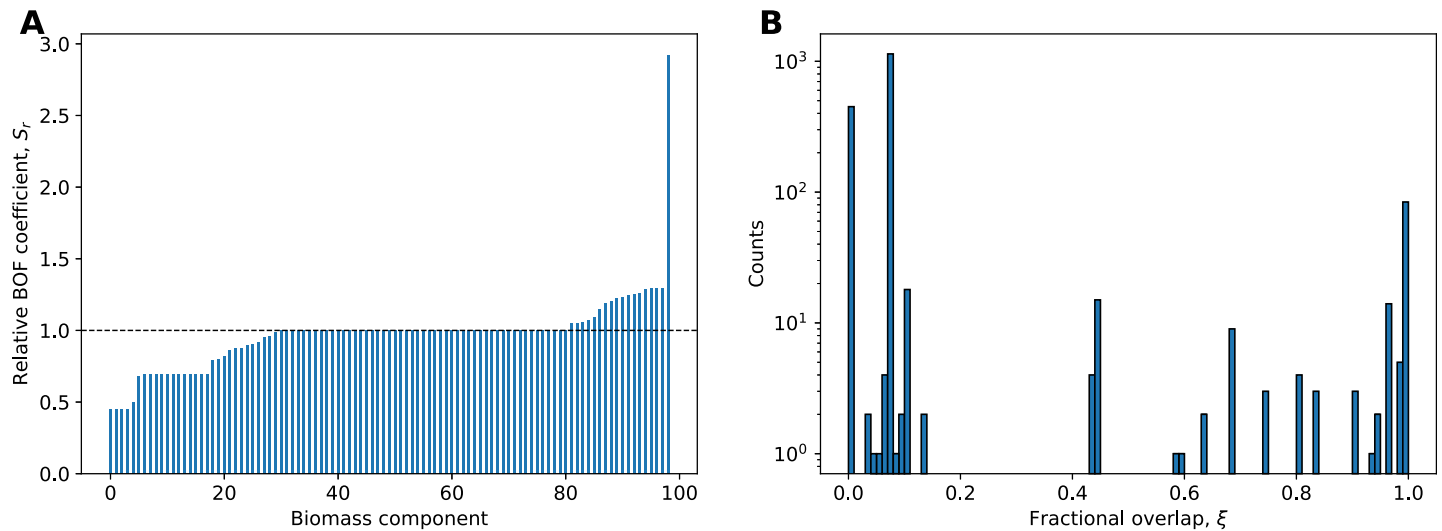 A
3.0
2.5
2.0
1.5
1.0
0.5
0.0
Relative BOF coefficient, Sᵣ
0 20 40 60 80 100
Biomass component
B
10³
10²
10¹
10⁰
Counts
0.0 0.2 0.4 0.6 0.8 1.0
Fractional overlap, ξ